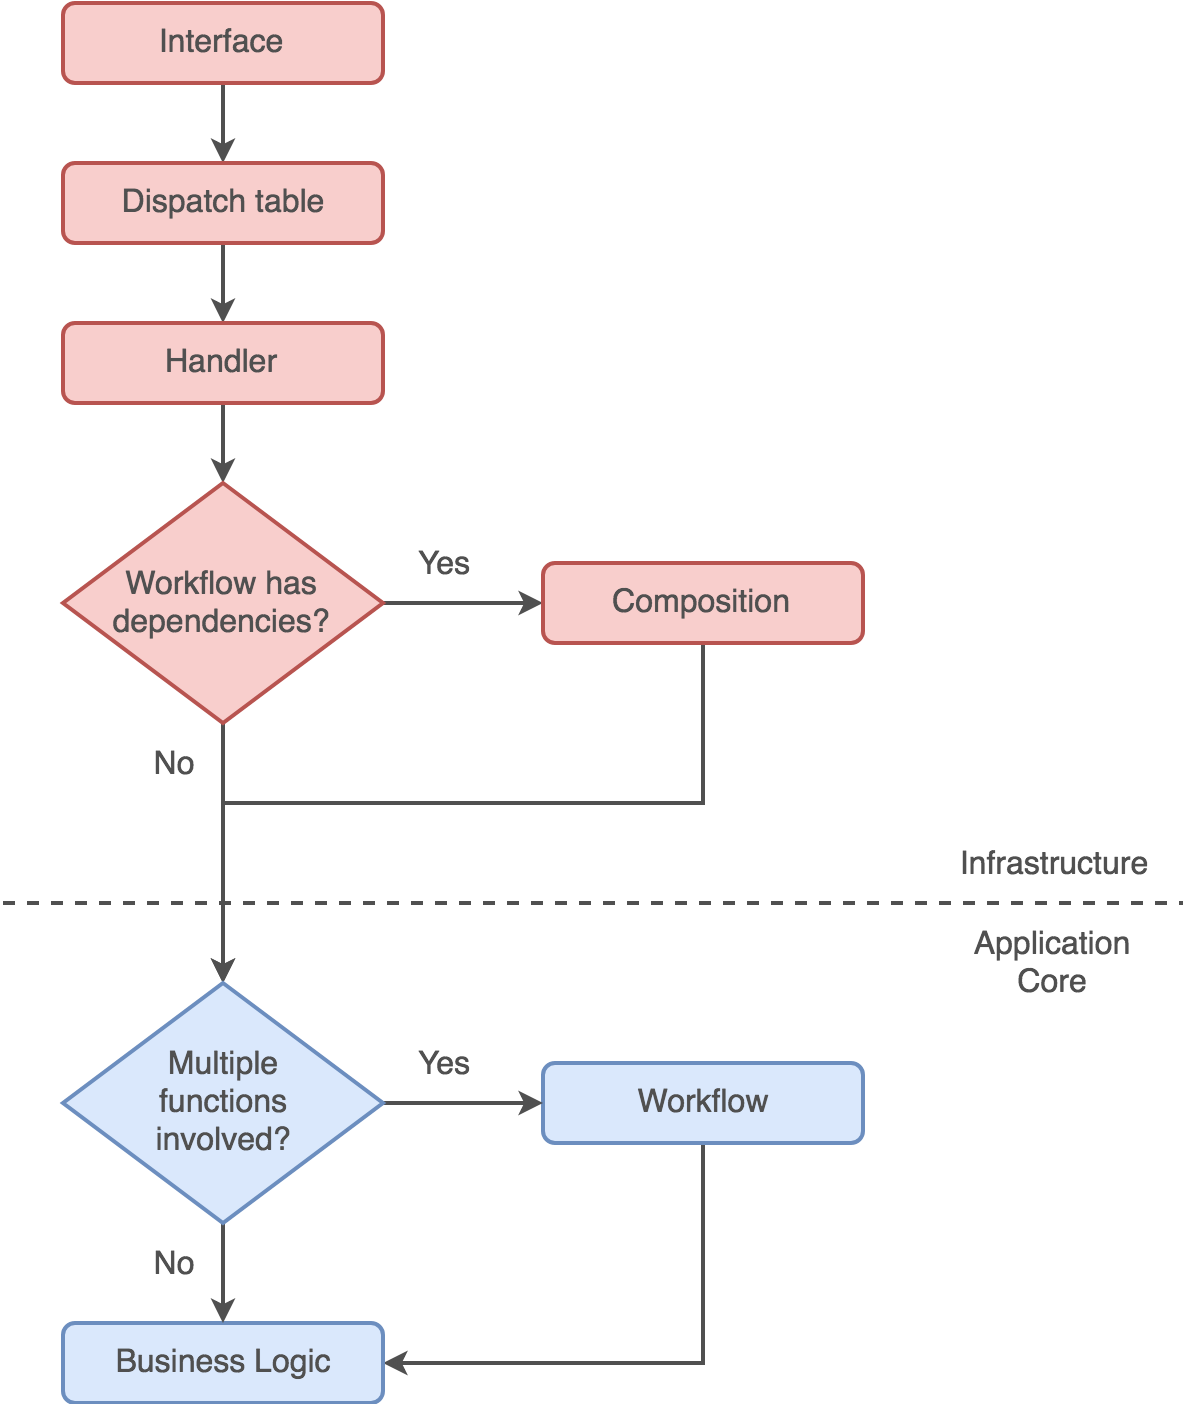 Interface
Dispatch table
Handler
Workflow has
dependencies?
Yes
Composition
No
Infrastructure
Application
Core
Multiple
functions
involved?
Yes
Workflow
No
Business Logic